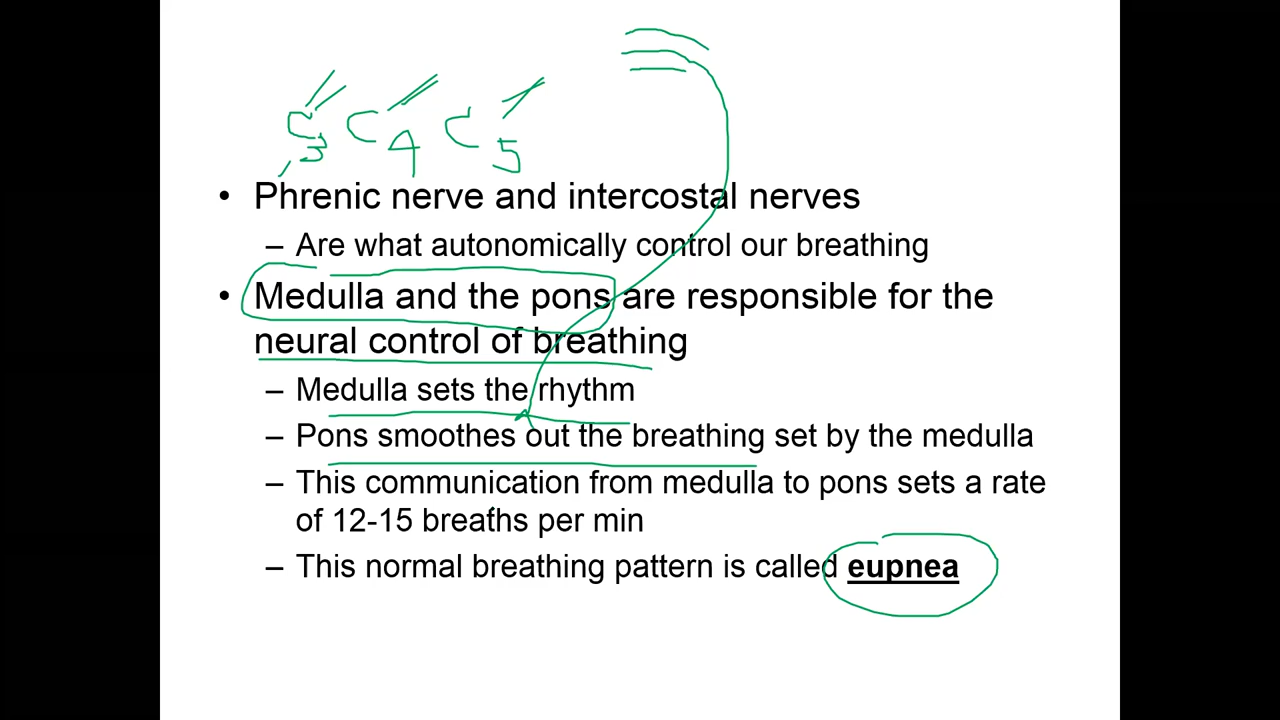 C3 C4 C5
• Phrenic nerve and intercostal nerves
– Are what autonomically control our breathing
• Medulla and the pons are responsible for the
neural control of breathing
– Medulla sets the rhythm
– Pons smoothes out the breathing set by the medulla
– This communication from medulla to pons sets a rate
of 12-15 breaths per min
– This normal breathing pattern is called eupnea